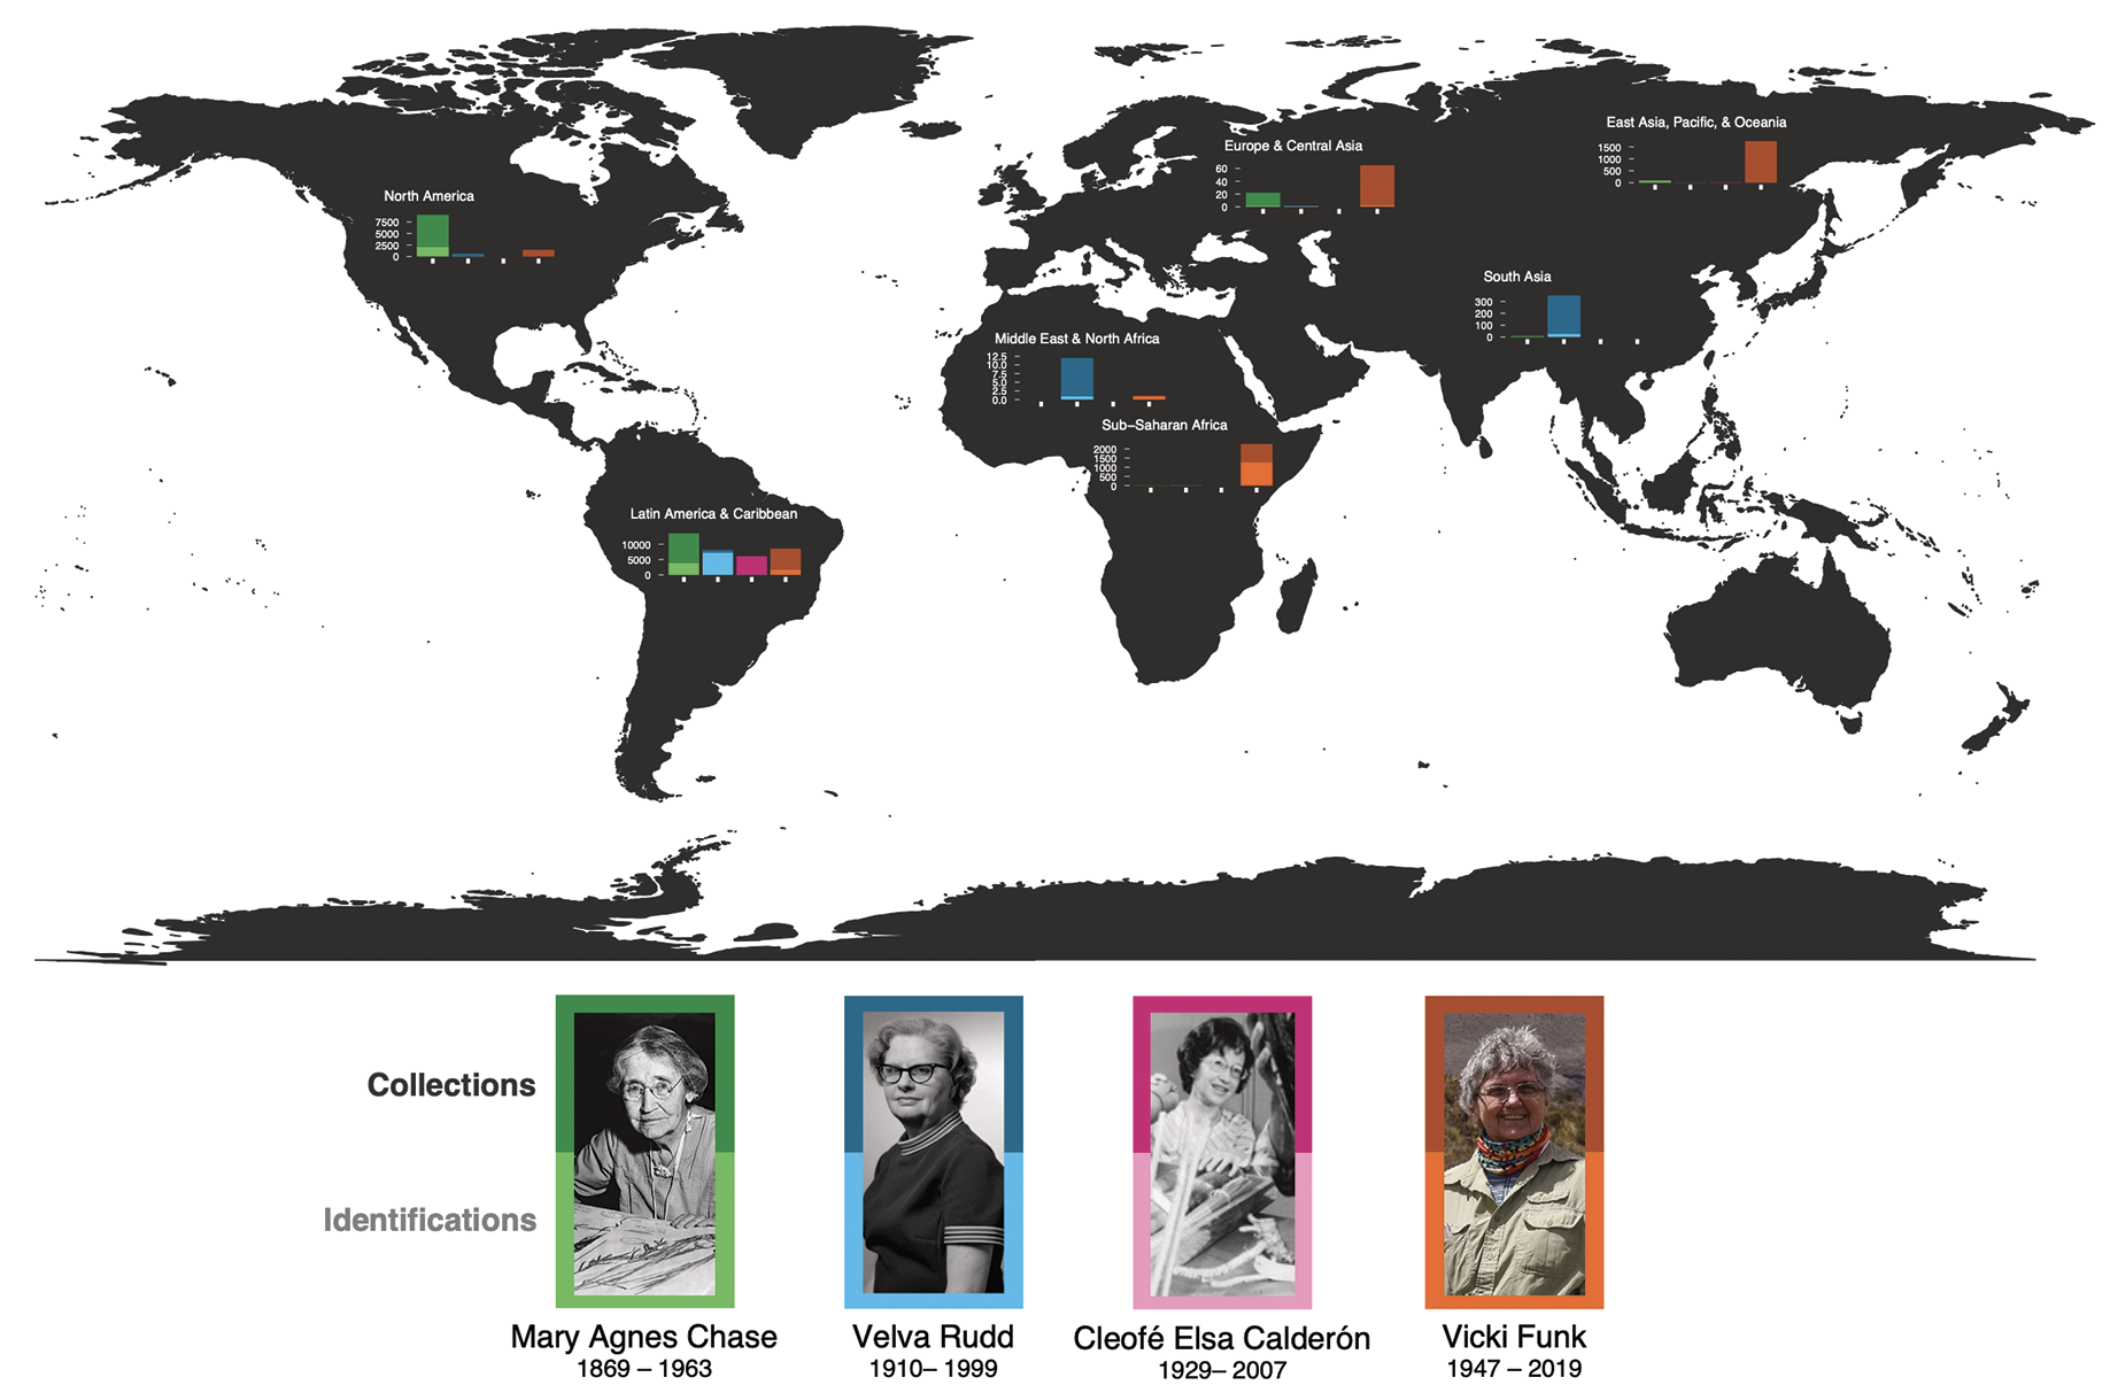 East Asia, Pacific, & Oceania
1500
1000
500
0
Europe & Central Asia
60
40
20
0
North America
7500
5000
2500
0
South Asia
300
200
100
0
Middle East & North Africa
12.5
10.0
7.5
5.0
2.5
0.0
Sub–Saharan Africa
2000
1500
1000
500
0
Latin America & Caribbean
10000
5000
0
Collections
Identifications
Mary Agnes Chase
1869 – 1963
Velva Rudd
1910– 1999
Cleofé Elsa Calderón
1929– 2007
Vicki Funk
1947 – 2019